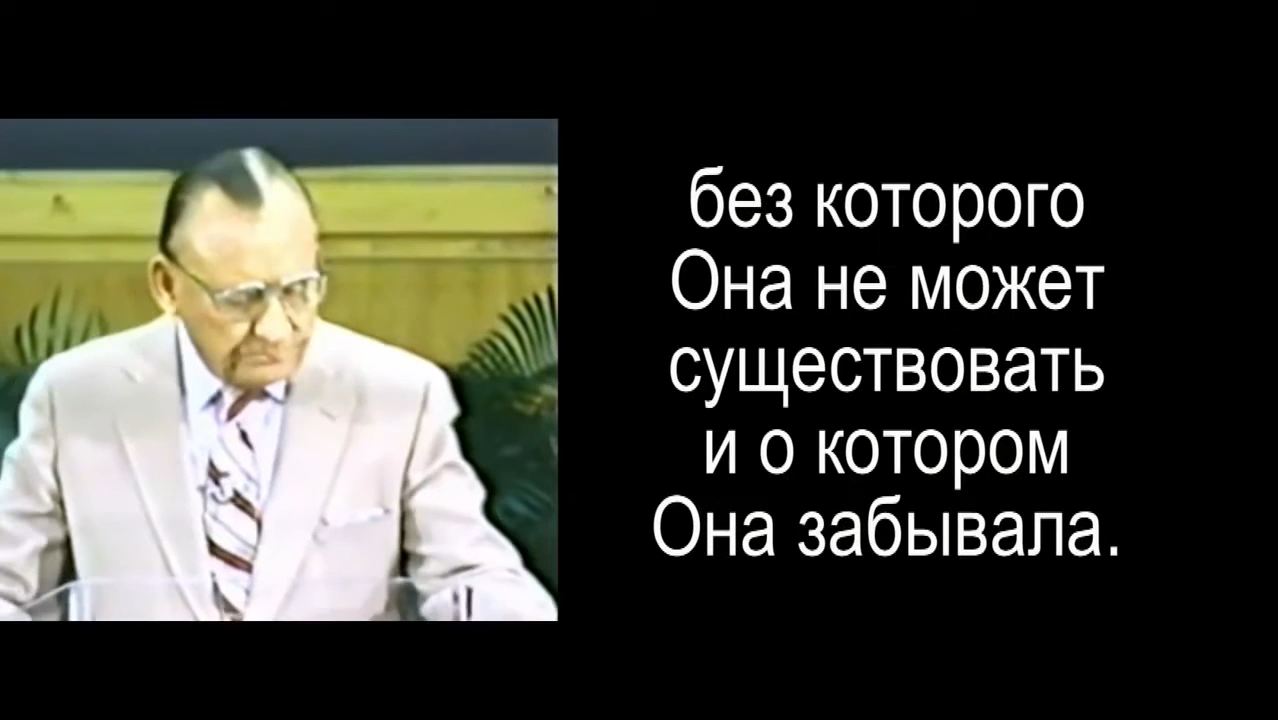 без которого
Она не может
существовать
и о котором
Она забывала.